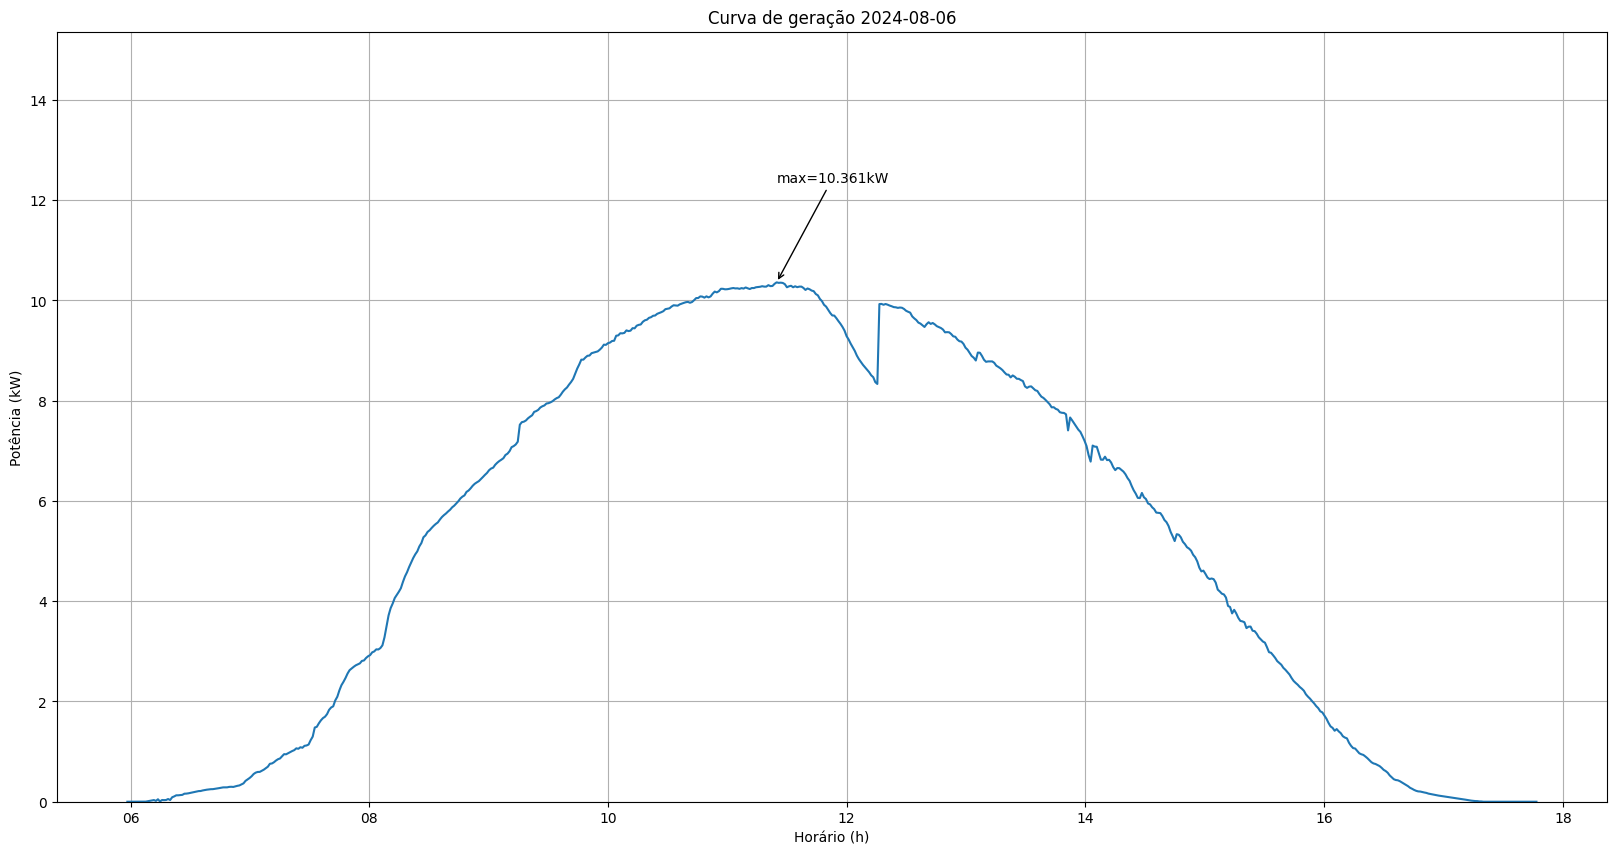 Curva de geração 2024-08-06
14
max=10.361kW
12
10
8
6
4
2
0
Potência (kW)
06 08 10 12 14 16 18
Horário (h)